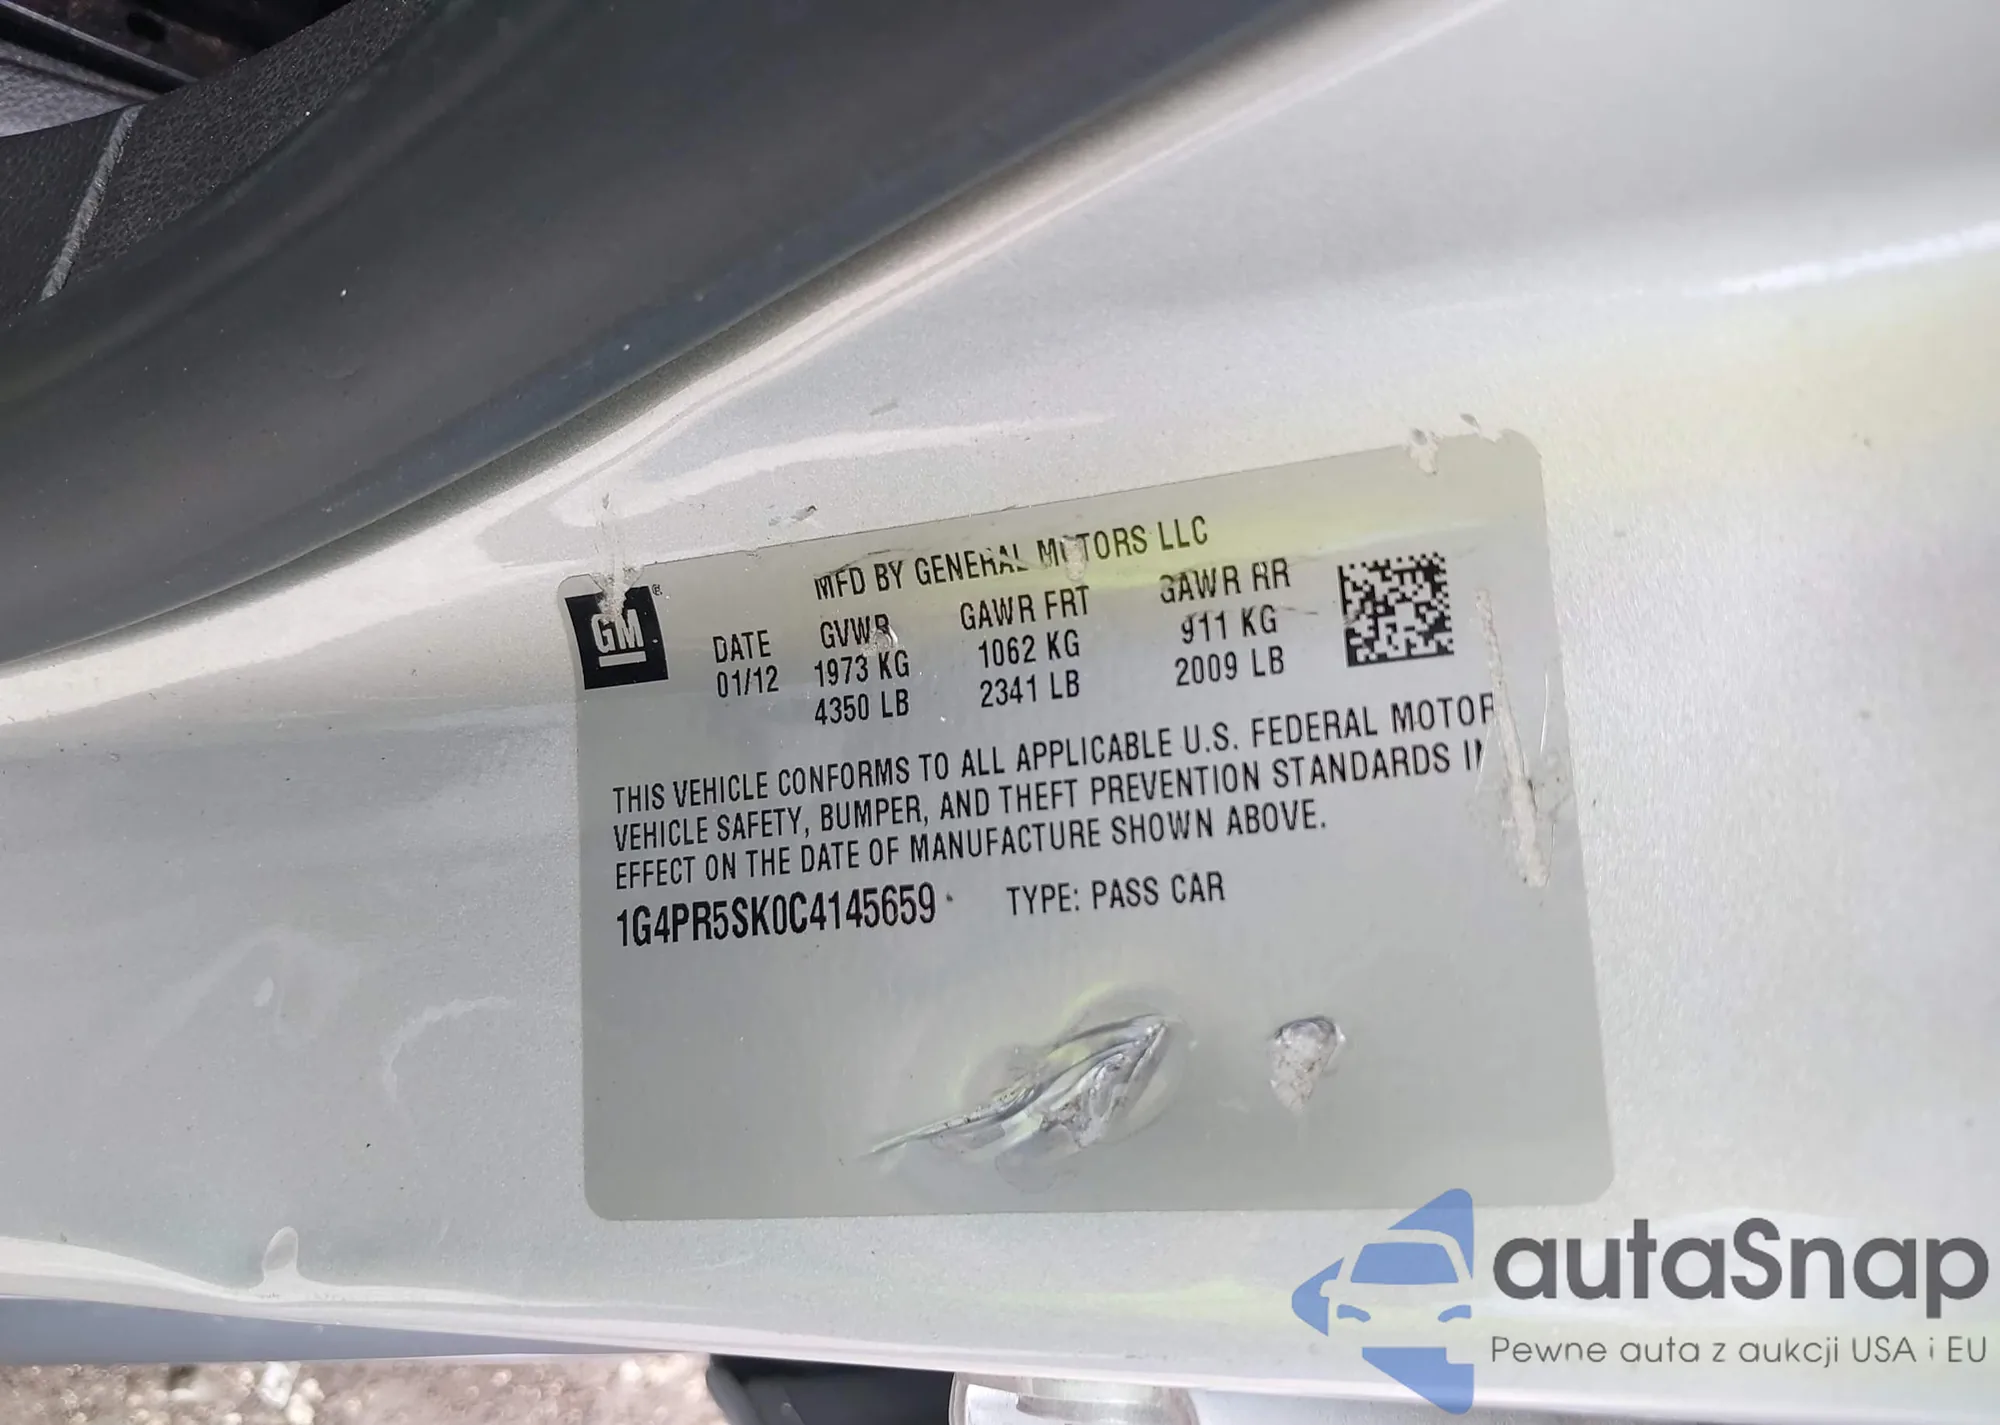 MFD BY GENERAL MOTORS LLC
GM®
DATE GVWR GAWR FRT GAWR RR
01/12 1973 KG 1062 KG 911 KG
4350 LB 2341 LB 2009 LB
THIS VEHICLE CONFORMS TO ALL APPLICABLE U.S. FEDERAL MOTOR
VEHICLE SAFETY, BUMPER, AND THEFT PREVENTION STANDARDS IN
EFFECT ON THE DATE OF MANUFACTURE SHOWN ABOVE.
1G4PR5SK0C4145659 TYPE: PASS CAR
autaSnap
Pewne auta z aukcji USA i EU